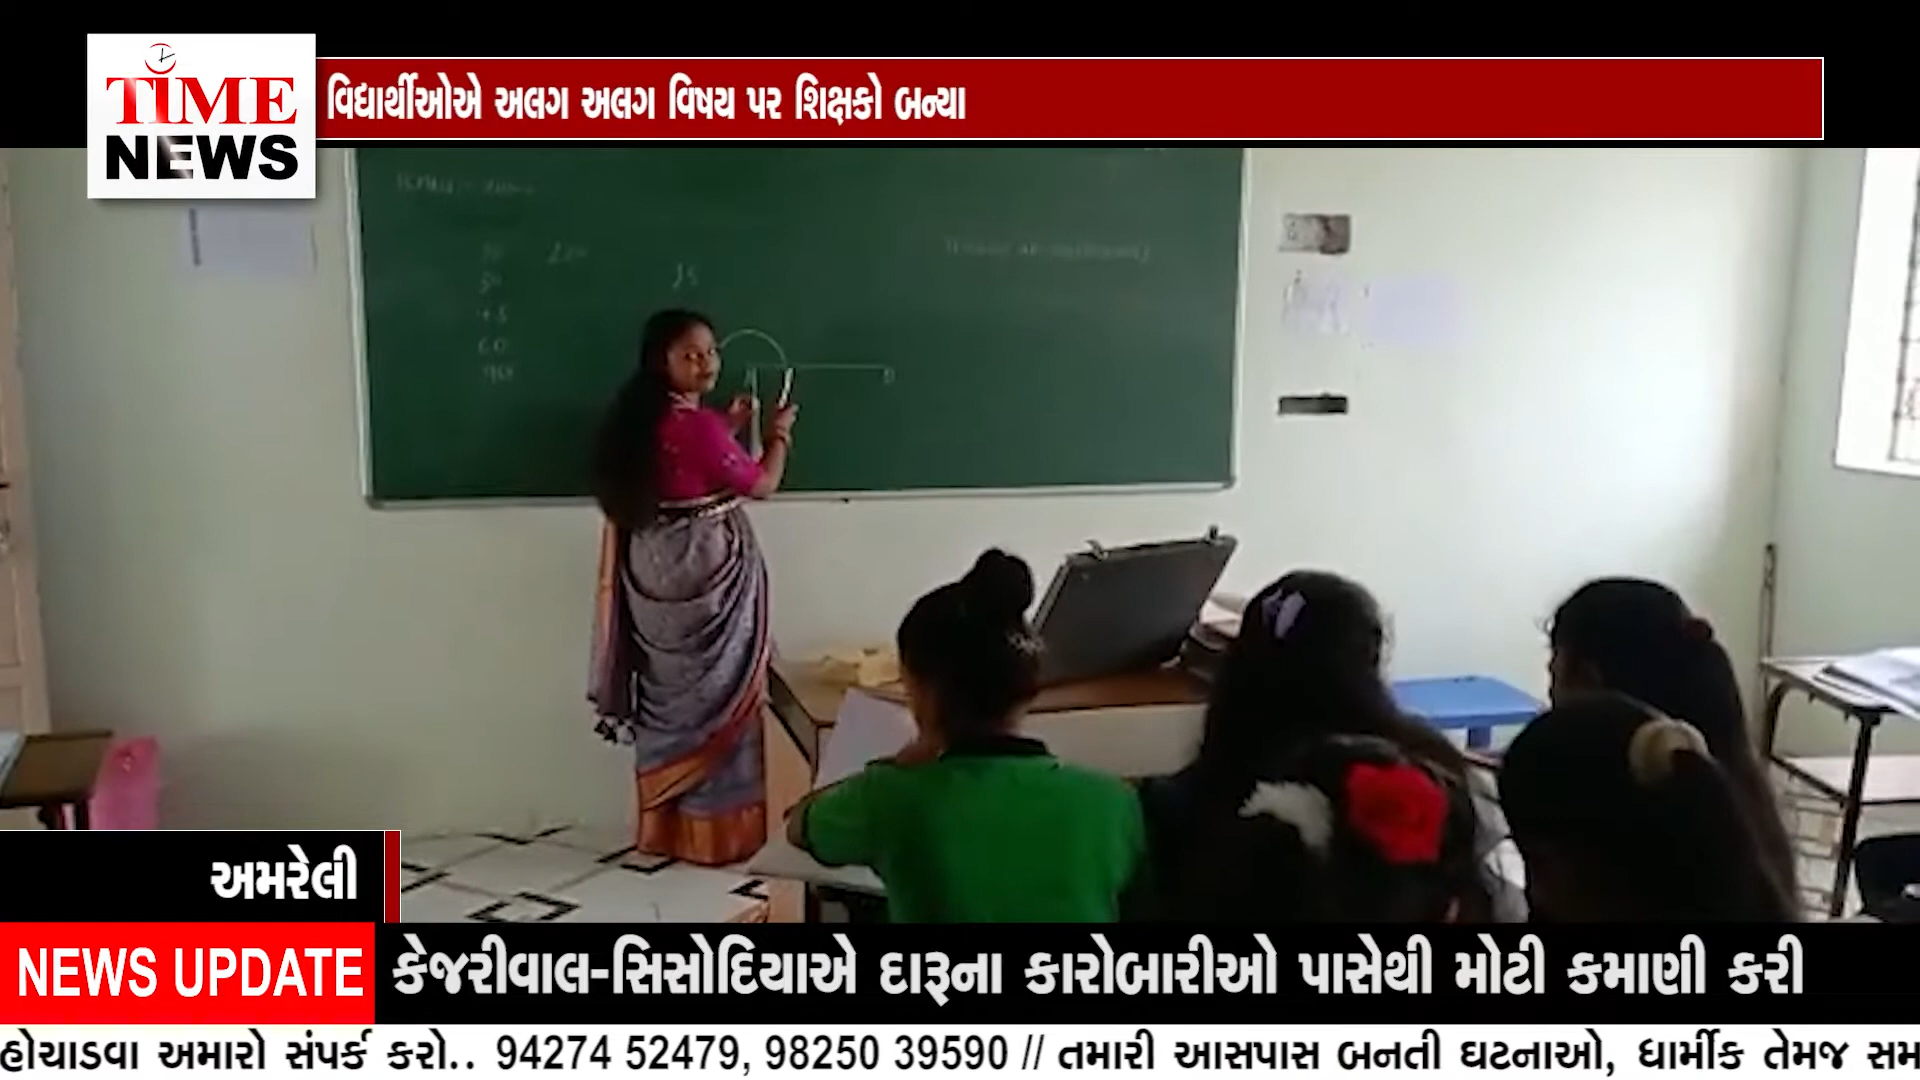 TIME
NEWS
વિદ્યાર્થીઓએ અલગ અલગ વિષય પર શિક્ષકો બન્યા
અમરેલી
NEWS UPDATE
કેજરીવાલ-સિસોદિયાએ દારૂના કારોબારીઓ પાસેથી મોટી કમાણી કરી
હોચાડવા અમારો સંપર્ક કરો.. 94274 52479, 98250 39590 // તમારી આસપાસ બનતી ઘટનાઓ, ધાર્મીક તેમજ સમ